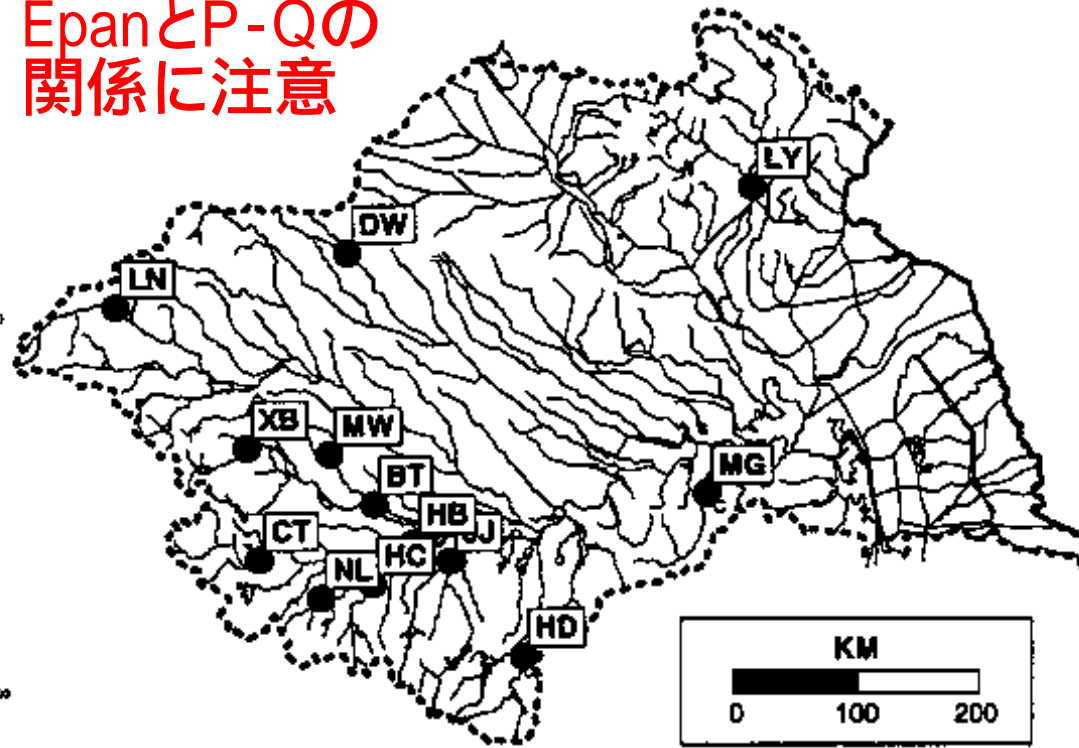 EpanとP-Qの
関係に注意
LY
DW
LN
XB
MW
BT
MG
HB
CT
JJ
HC
NL
HD
KM
0 100 200